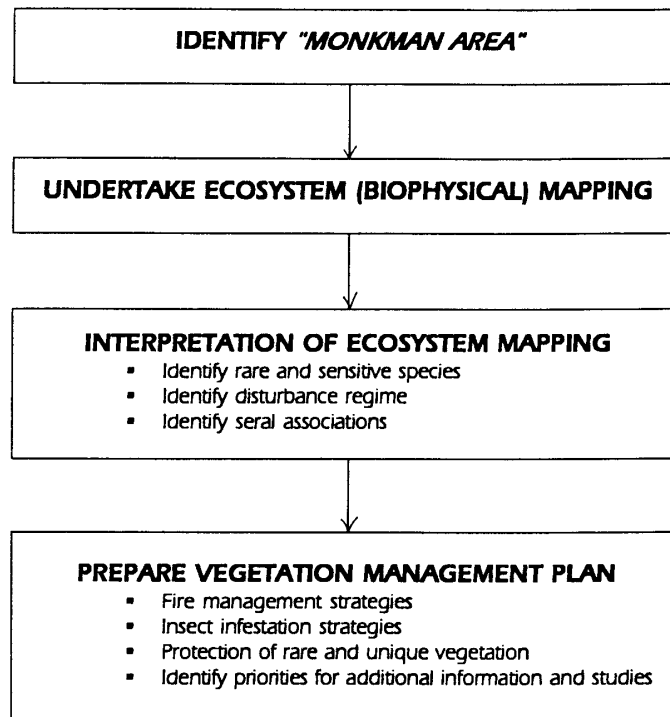 IDENTIFY "MONKMAN AREA"
UNDERTAKE ECOSYSTEM (BIOPHYSICAL) MAPPING
INTERPRETATION OF ECOSYSTEM MAPPING
▪ Identify rare and sensitive species
▪ Identify disturbance regime
▪ Identify seral associations
PREPARE VEGETATION MANAGEMENT PLAN
▪ Fire management strategies
▪ Insect infestation strategies
▪ Protection of rare and unique vegetation
▪ Identify priorities for additional information and studies